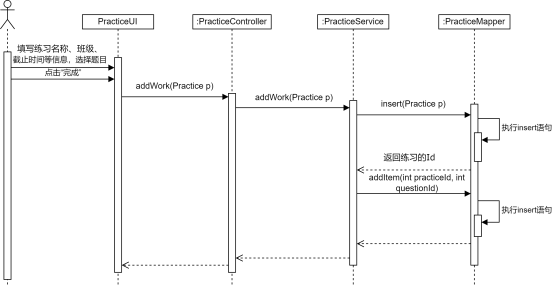 PracticeUI
:PracticeController
:PracticeService
:PracticeMapper
填写练习名称、班级、
截止时间等信息，选择题目
点击“完成”
addWork(Practice p)
addWork(Practice p)
insert(Practice p)
执行insert语句
返回练习的Id
addItem(int practiceId, int
questionId)
执行insert语句